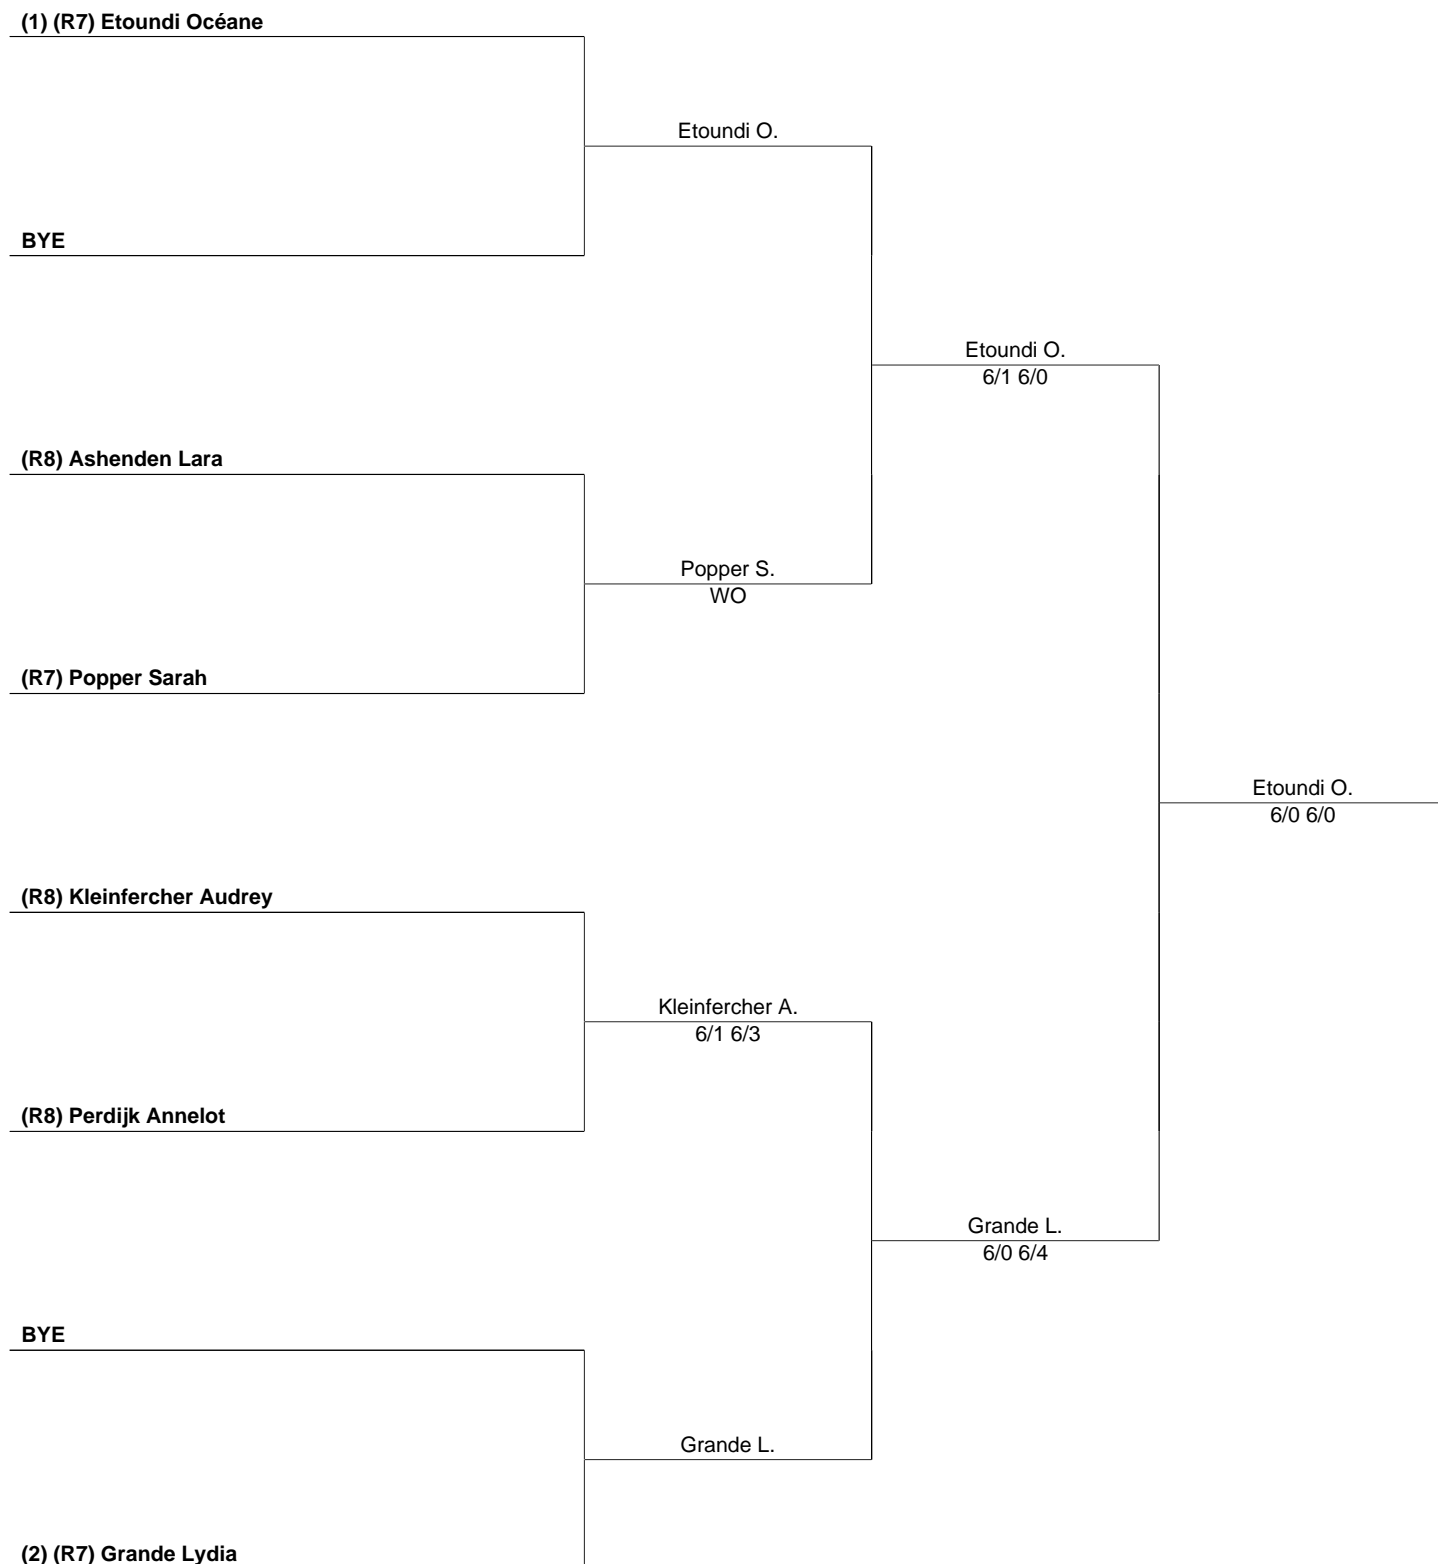 (1) (R7) Etoundi Océane
Etoundi O.
BYE
Etoundi O.
6/1 6/0
(R8) Ashenden Lara
Popper S.
WO
(R7) Popper Sarah
Etoundi O.
6/0 6/0
(R8) Kleinfercher Audrey
Kleinfercher A.
6/1 6/3
(R8) Perdijk Annelot
Grande L.
6/0 6/4
BYE
Grande L.
(2) (R7) Grande Lydia